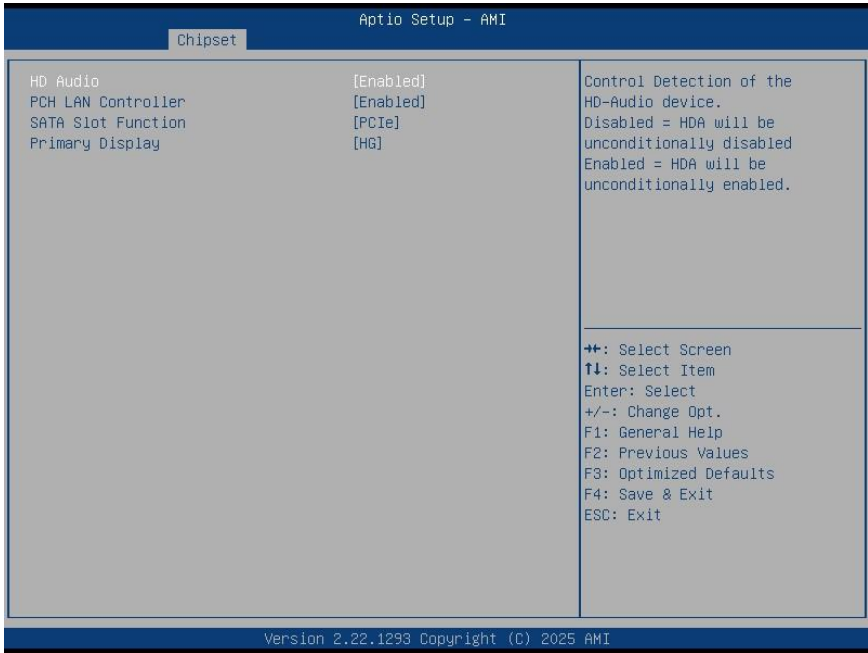 Aptio Setup – AMI
Chipset
HD Audio [Enabled]
PCH LAN Controller [Enabled]
SATA Slot Function [PCIe]
Primary Display [HG]
Control Detection of the
HD-Audio device.
Disabled = HDA will be
unconditionally disabled
Enabled = HDA will be
unconditionally enabled.
→←: Select Screen
↑↓: Select Item
Enter: Select
+/-: Change Opt.
F1: General Help
F2: Previous Values
F3: Optimized Defaults
F4: Save & Exit
ESC: Exit
Version 2.22.1293 Copyright (C) 2025 AMI